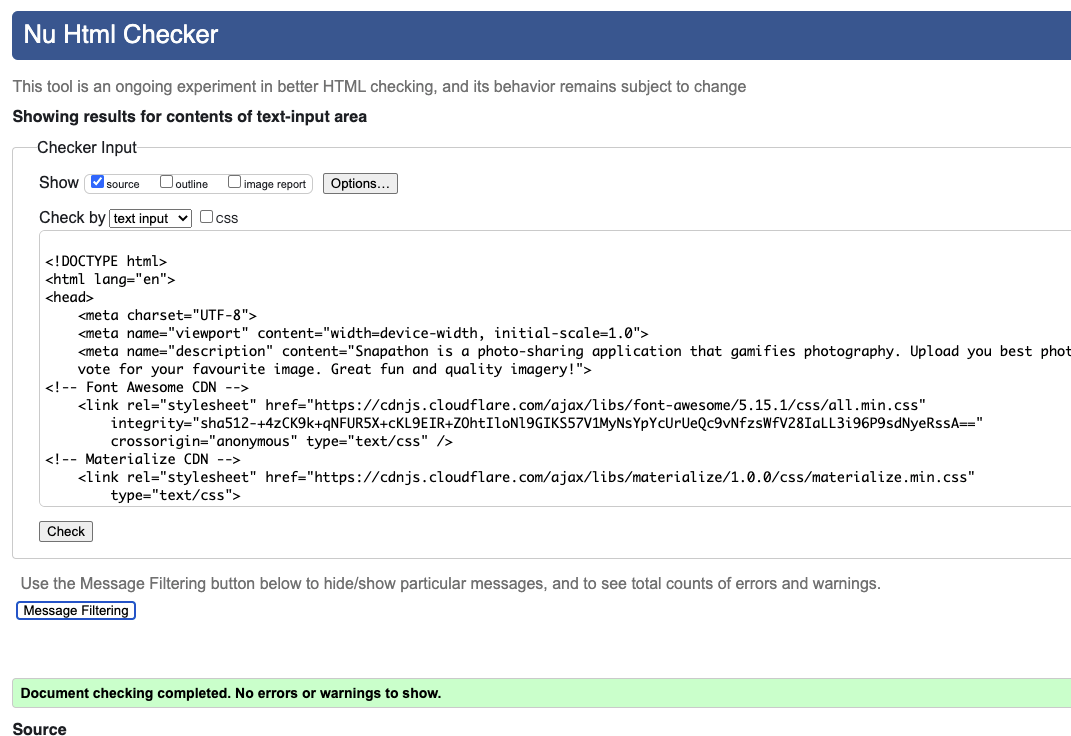 Nu Html Checker
This tool is an ongoing experiment in better HTML checking, and its behavior remains subject to change
Showing results for contents of text-input area
Checker Input
Show source outline image report Options…
Check by text input css
<!DOCTYPE html>
<html lang="en">
<head>
    <meta charset="UTF-8">
    <meta name="viewport" content="width=device-width, initial-scale=1.0">
    <meta name="description" content="Snapathon is a photo-sharing application that gamifies photography. Upload you best phot
    vote for your favourite image. Great fun and quality imagery!">
<!-- Font Awesome CDN -->
    <link rel="stylesheet" href="https://cdnjs.cloudflare.com/ajax/libs/font-awesome/5.15.1/css/all.min.css"
        integrity="sha512-+4zCK9k+qNFUR5X+cKL9EIR+ZOhtIloNl9GIKS57V1MyNsYpYcUrUeQc9vNfzsWfV28IaLL3i96P9sdNyeRssA=="
        crossorigin="anonymous" type="text/css" />
<!-- Materialize CDN -->
    <link rel="stylesheet" href="https://cdnjs.cloudflare.com/ajax/libs/materialize/1.0.0/css/materialize.min.css"
        type="text/css">
Check
Use the Message Filtering button below to hide/show particular messages, and to see total counts of errors and warnings.
Message Filtering
Document checking completed. No errors or warnings to show.
Source